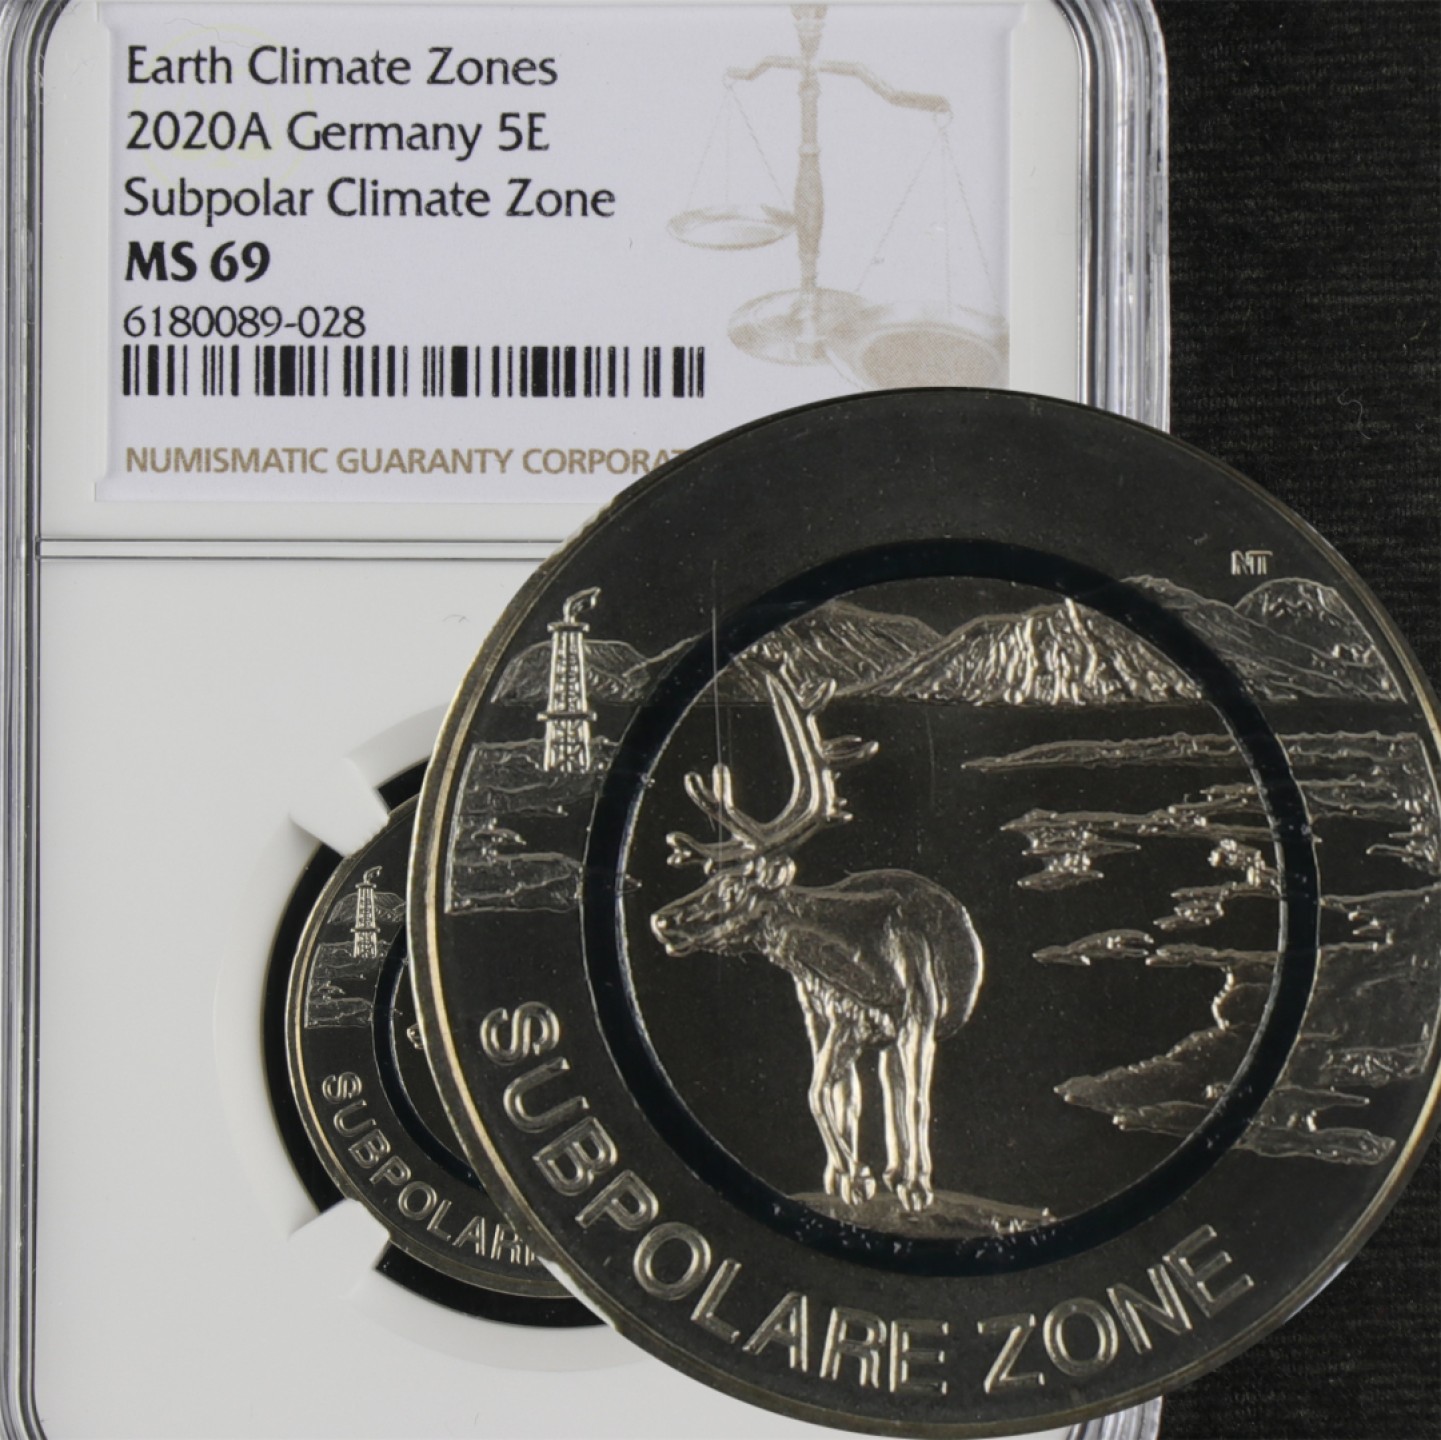 Earth Climate Zones
2020A Germany 5E
Subpolar Climate Zone
MS 69
6180089-028
NUMISMATIC GUARANTY CORPORAT
NT
SUBPOLARE ZONE
SUBPOLAR